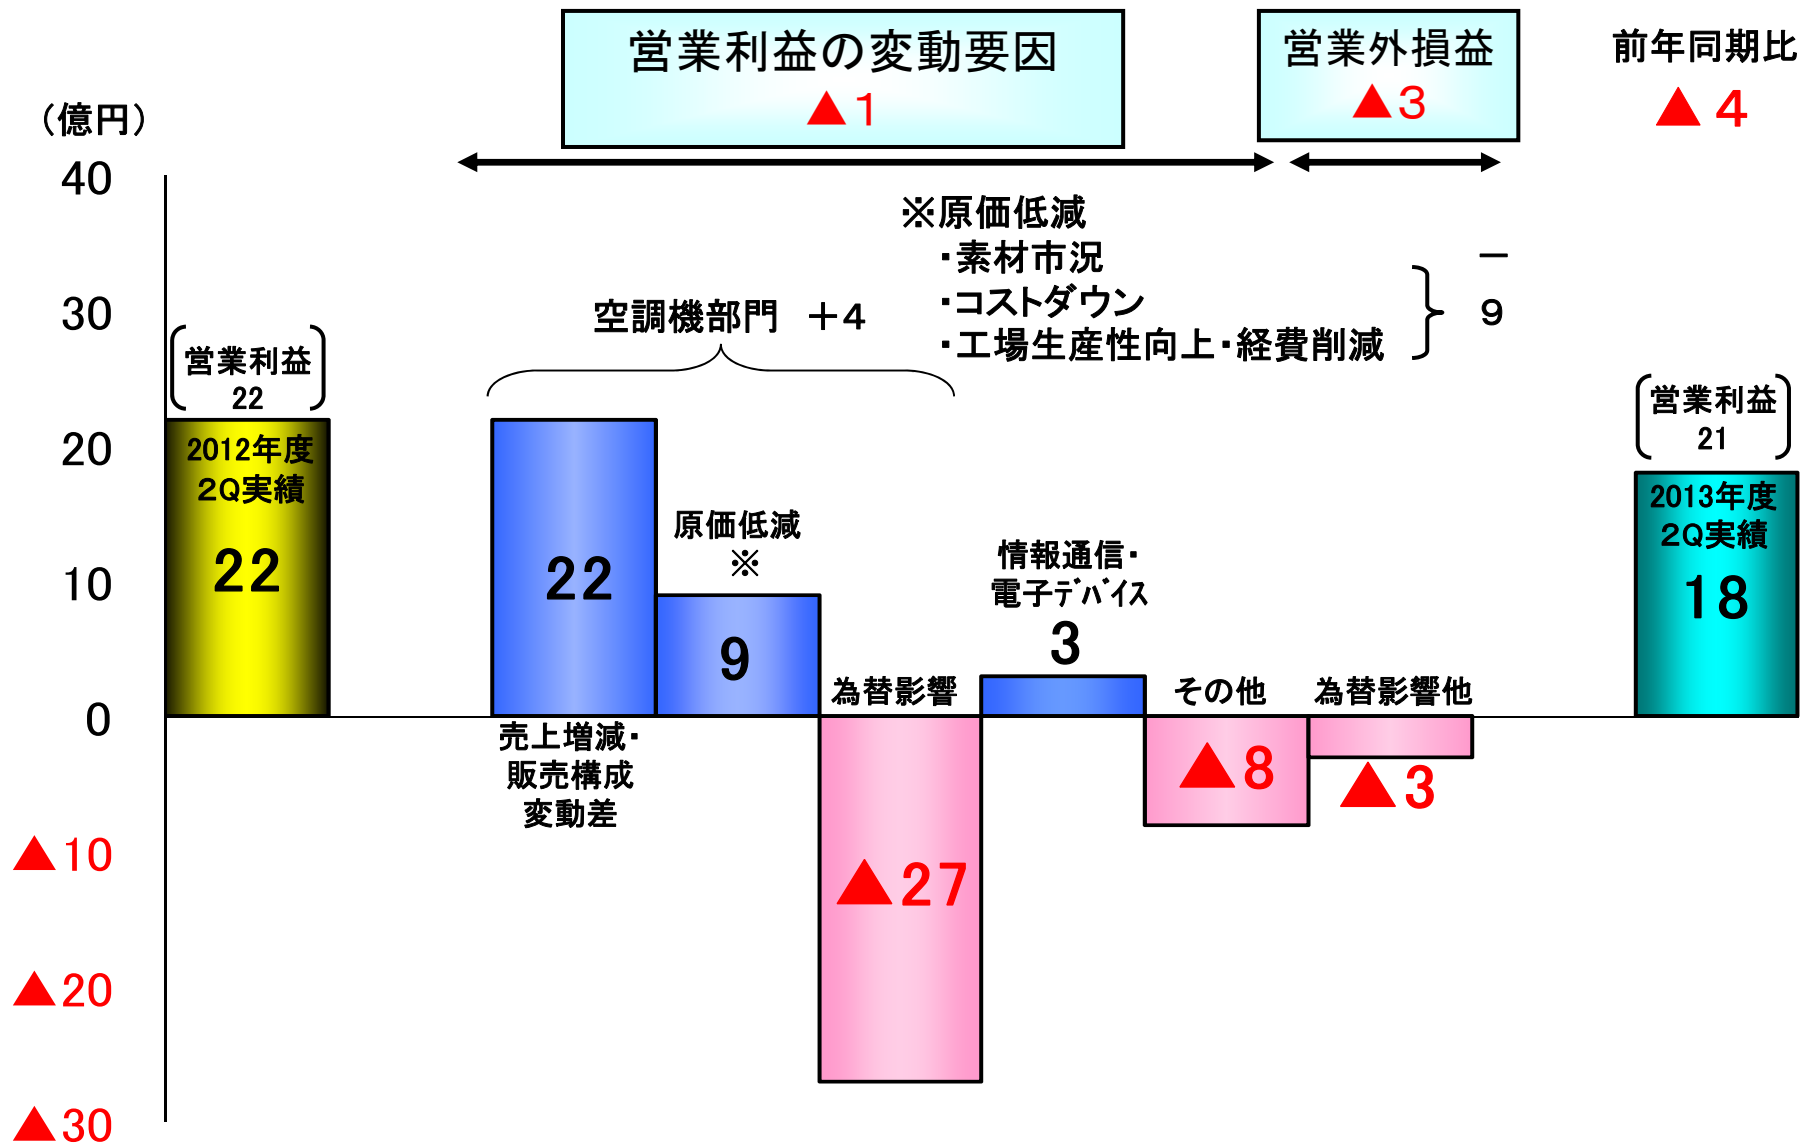 営業利益の変動要因
▲1
営業外損益
▲3
前年同期比
▲ 4
(億円)
40
30
20
10
0
▲10
▲20
▲30
※原価低減
・素材市況
－
・コストダウン
9
・工場生産性向上・経費削減
空調機部門 ＋4
営業利益
22
2012年度
2Q実績
22
22
売上増減・
販売構成
変動差
原価低減
※
9
為替影響
▲27
情報通信・
電子ﾃﾞﾊﾞｲｽ
3
その他
▲8
為替影響他
▲3
営業利益
21
2013年度
2Q実績
18